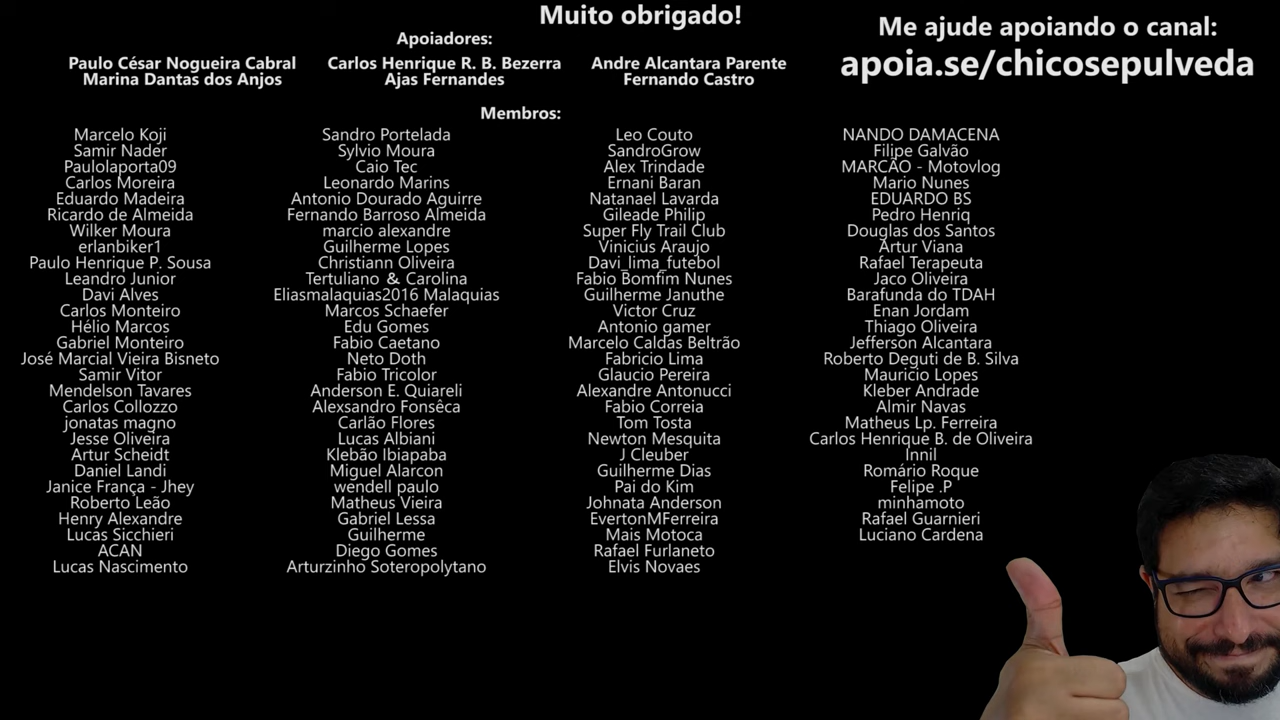 Muito obrigado!
Me ajude apoiando o canal:
apoia.se/chicosepulveda
Apoiadores:
Paulo César Nogueira Cabral
Marina Dantas dos Anjos
Carlos Henrique R. B. Bezerra
Ajas Fernandes
Andre Alcantara Parente
Fernando Castro
Membros:
Marcelo Koji
Samir Nader
Paulolaporta09
Carlos Moreira
Eduardo Madeira
Ricardo de Almeida
Wilker Moura
erlanbiker1
Paulo Henrique P. Sousa
Leandro Junior
Davi Alves
Carlos Monteiro
Hélio Marcos
Gabriel Monteiro
José Marcial Vieira Bisneto
Samir Vitor
Mendelson Tavares
Carlos Collozzo
jonatas magno
Jesse Oliveira
Artur Scheidt
Daniel Landi
Janice França - Jhey
Roberto Leão
Henry Alexandre
Lucas Sicchieri
ACAN
Lucas Nascimento
Sandro Portelada
Sylvio Moura
Caio Tec
Leonardo Marins
Antonio Dourado Aguirre
Fernando Barroso Almeida
marcio alexandre
Guilherme Lopes
Christiann Oliveira
Tertuliano & Carolina
Eliasmalaquias2016 Malaquias
Marcos Schaefer
Edu Gomes
Fabio Caetano
Neto Doth
Fabio Tricolor
Anderson E. Quiareli
Alexsandro Fonsêca
Carlão Flores
Lucas Albiani
Klebão Ibiapaba
Miguel Alarcon
wendell paulo
Matheus Vieira
Gabriel Lessa
Guilherme
Diego Gomes
Arturzinho Soteropolytano
Leo Couto
SandroGrow
Alex Trindade
Ernani Baran
Natanael Lavarda
Gileade Philip
Super Fly Trail Club
Vinicius Araujo
Davi_lima_futebol
Fabio Bomfim Nunes
Guilherme Januthe
Victor Cruz
Antonio gamer
Marcelo Caldas Beltrão
Fabricio Lima
Glaucio Pereira
Alexandre Antonucci
Fabio Correia
Tom Tosta
Newton Mesquita
J Cleuber
Guilherme Dias
Pai do Kim
Johnata Anderson
EvertonMFerreira
Mais Motoca
Rafael Furlaneto
Elvis Novaes
NANDO DAMACENA
Filipe Galvão
MARCÃO - Motovlog
Mario Nunes
EDUARDO BS
Pedro Henriq
Douglas dos Santos
Artur Viana
Rafael Terapeuta
Jaco Oliveira
Barafunda do TDAH
Enan Jordam
Thiago Oliveira
Jefferson Alcantara
Roberto Deguti de B. Silva
Mauricio Lopes
Kleber Andrade
Almir Navas
Matheus Lp. Ferreira
Carlos Henrique B. de Oliveira
Innil
Romário Roque
Felipe .P
minhamoto
Rafael Guarnieri
Luciano Cardena